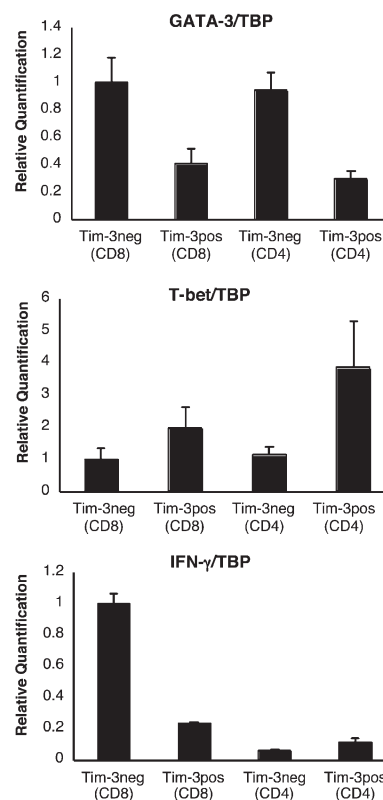 GATA-3/TBP
Relative Quantification
1.4
1.2
1
0.8
0.6
0.4
0.2
0
Tim-3neg Tim-3pos Tim-3neg Tim-3pos
(CD8) (CD8) (CD4) (CD4)
T-bet/TBP
Relative Quantification
6
5
4
3
2
1
0
Tim-3neg Tim-3pos Tim-3neg Tim-3pos
(CD8) (CD8) (CD4) (CD4)
IFN-γ/TBP
Relative Quantification
1.2
1
0.8
0.6
0.4
0.2
0
Tim-3neg Tim-3pos Tim-3neg Tim-3pos
(CD8) (CD8) (CD4) (CD4)